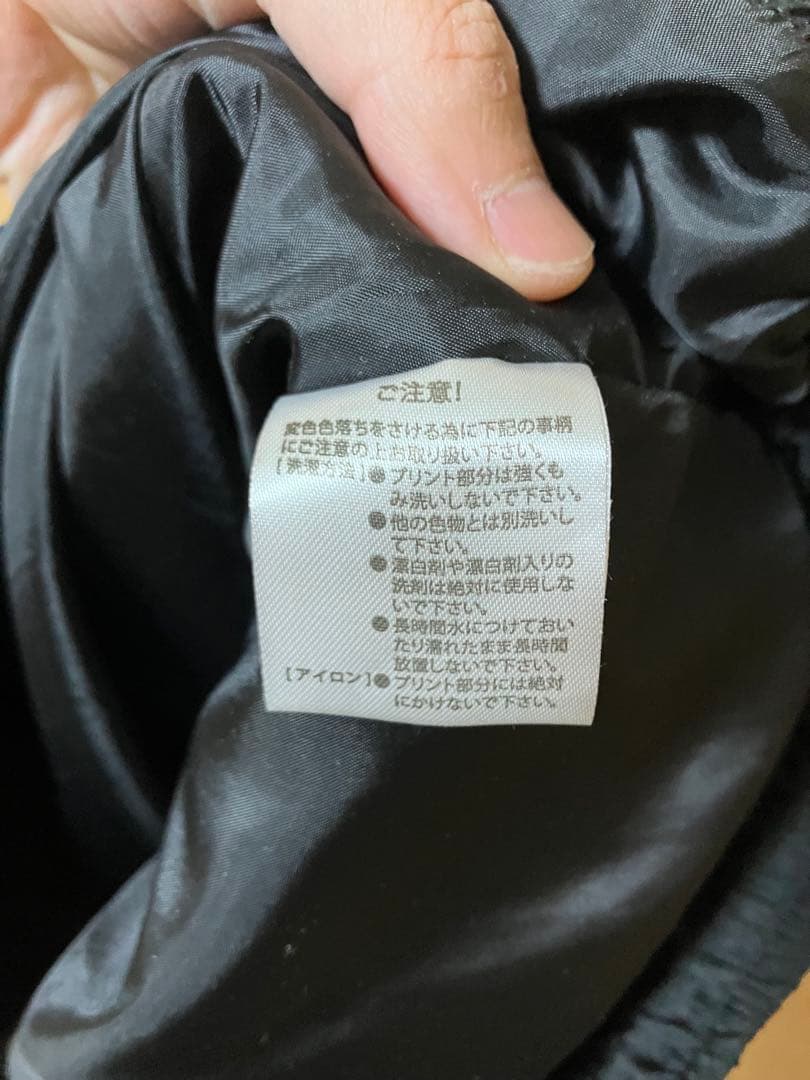 ご注意!
変色色落ちをさける為に下記の事柄
にご注意の上お取り扱い下さい。
[洗濯方法]●プリント部分は強くも
み洗いしないで下さい。
●他の色物とは別洗いし
て下さい。
●漂白剤や漂白剤入りの
洗剤は絶対に使用しな
いで下さい。
●長時間水につけておい
たり濡れたまま長時間
放置しないで下さい。
[アイロン]●プリント部分には絶対
にかけないで下さい。